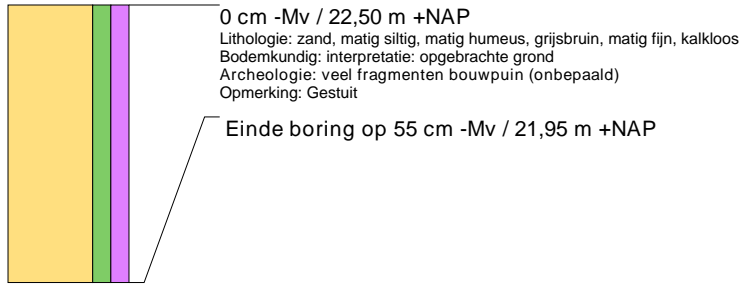 0 cm -Mv / 22,50 m +NAP
Lithologie: zand, matig siltig, matig humeus, grijsbruin, matig fijn, kalkloos
Bodemkundig: interpretatie: opgebrachte grond
Archeologie: veel fragmenten bouwpuin (onbepaald)
Opmerking: Gestuit
Einde boring op 55 cm -Mv / 21,95 m +NAP